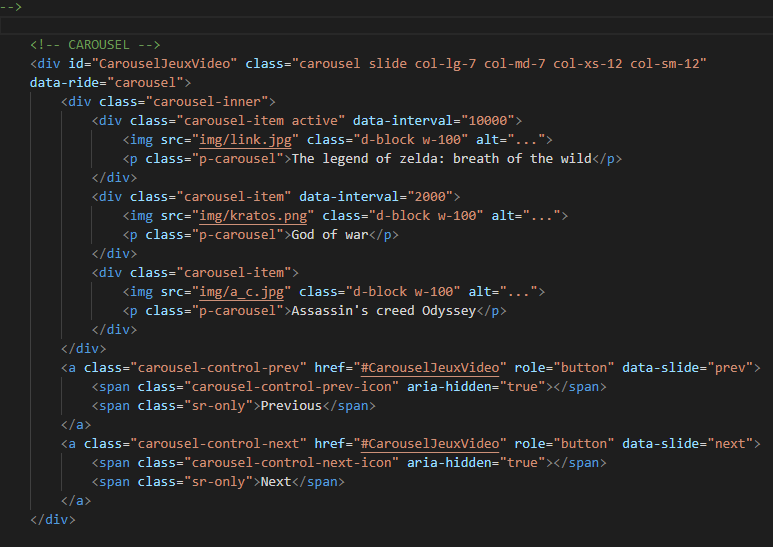 -->
<!-- CAROUSEL -->
<div id="CarouselJeuxVideo" class="carousel slide col-lg-7 col-md-7 col-xs-12 col-sm-12"
data-ride="carousel">
<div class="carousel-inner">
<div class="carousel-item active" data-interval="10000">
<img src="img/link.jpg" class="d-block w-100" alt="...">
<p class="p-carousel">The legend of zelda: breath of the wild</p>
</div>
<div class="carousel-item" data-interval="2000">
<img src="img/kratos.png" class="d-block w-100" alt="...">
<p class="p-carousel">God of war</p>
</div>
<div class="carousel-item">
<img src="img/a_c.jpg" class="d-block w-100" alt="...">
<p class="p-carousel">Assassin's creed Odyssey</p>
</div>
</div>
<a class="carousel-control-prev" href="#CarouselJeuxVideo" role="button" data-slide="prev">
<span class="carousel-control-prev-icon" aria-hidden="true"></span>
<span class="sr-only">Previous</span>
</a>
<a class="carousel-control-next" href="#CarouselJeuxVideo" role="button" data-slide="next">
<span class="carousel-control-next-icon" aria-hidden="true"></span>
<span class="sr-only">Next</span>
</a>
</div>